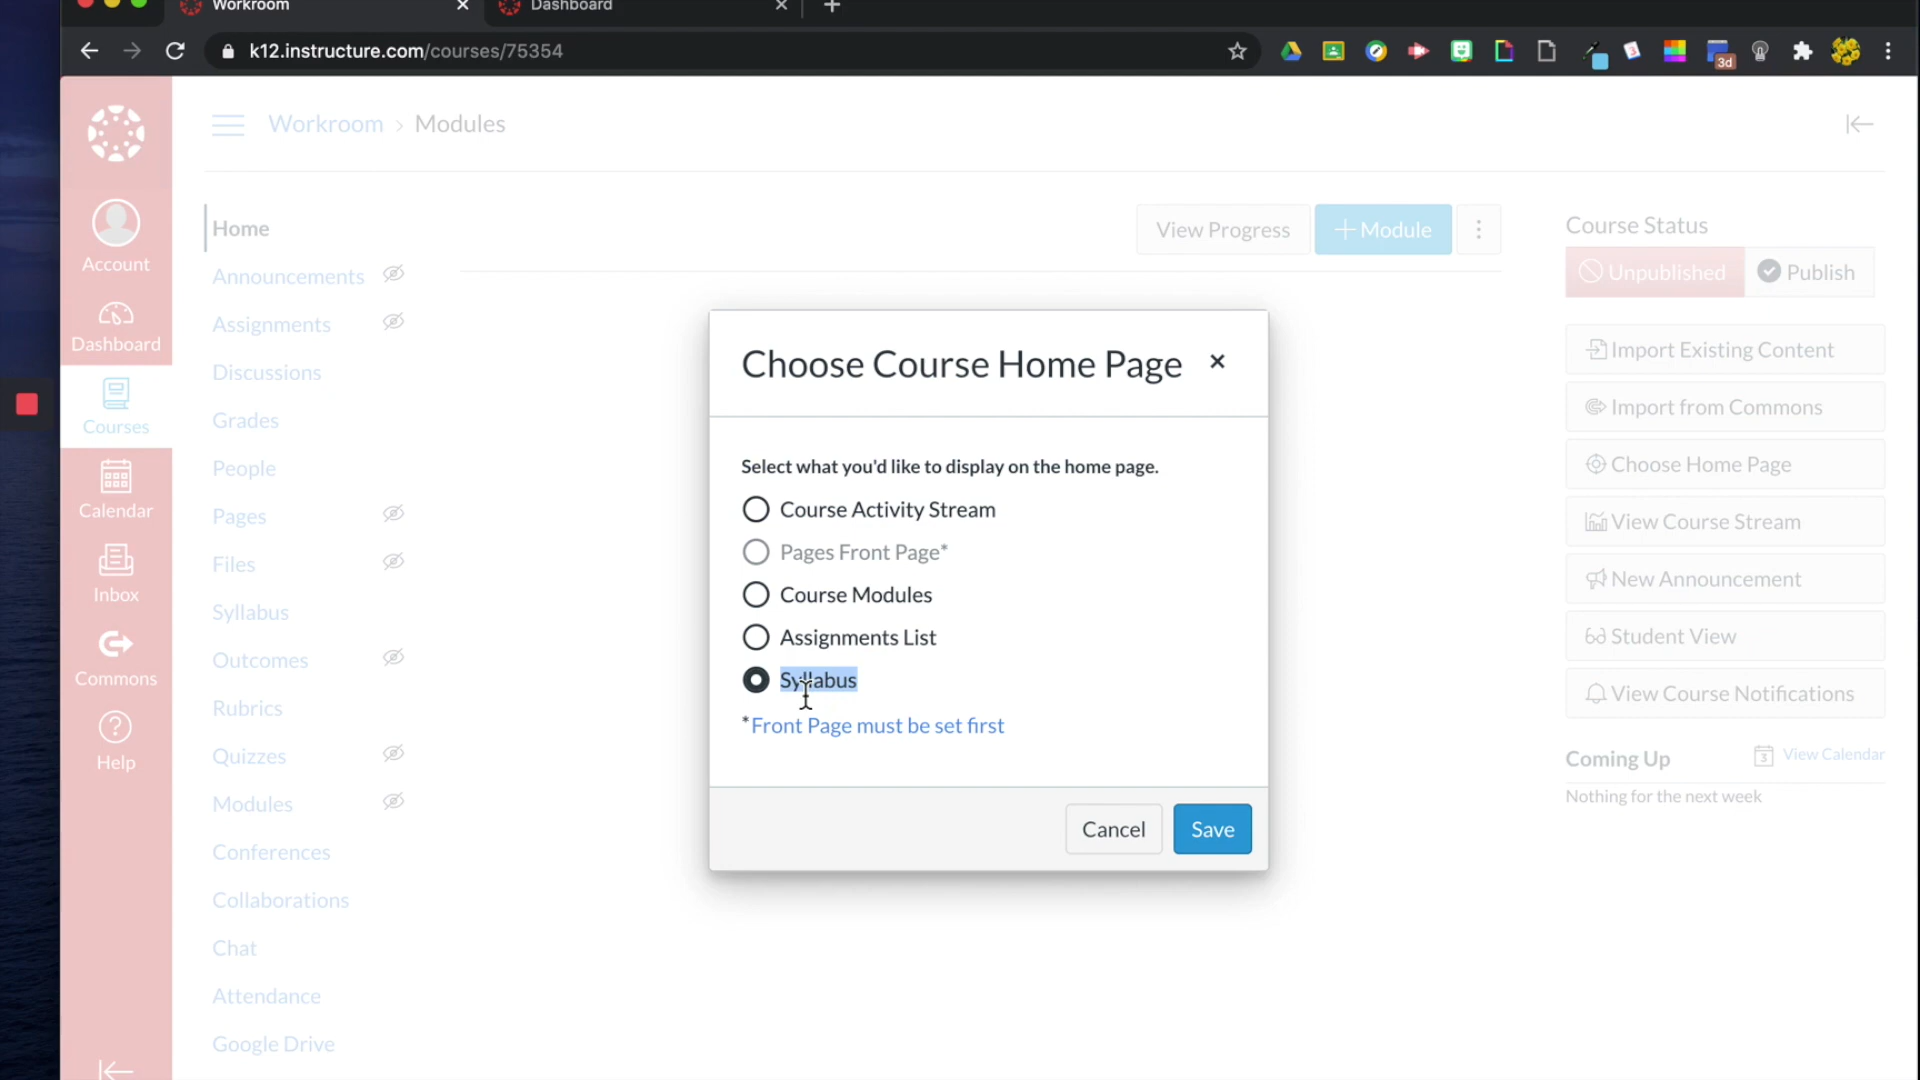 Workroom
Dashboard
k12.instructure.com/courses/75354
3
3d
Workroom › Modules
Account
Dashboard
Courses
Calendar
Inbox
Commons
Help
Home
Announcements
Assignments
Discussions
Grades
People
Pages
Files
Syllabus
Outcomes
Rubrics
Quizzes
Modules
Conferences
Collaborations
Chat
Attendance
Google Drive
View Progress
+ Module
Choose Course Home Page
Select what you'd like to display on the home page.
Course Activity Stream
Pages Front Page*
Course Modules
Assignments List
Syllabus
*Front Page must be set first
Cancel
Save
Course Status
Unpublished
Publish
Import Existing Content
Import from Commons
Choose Home Page
View Course Stream
New Announcement
Student View
View Course Notifications
Coming Up
3 View Calendar
Nothing for the next week